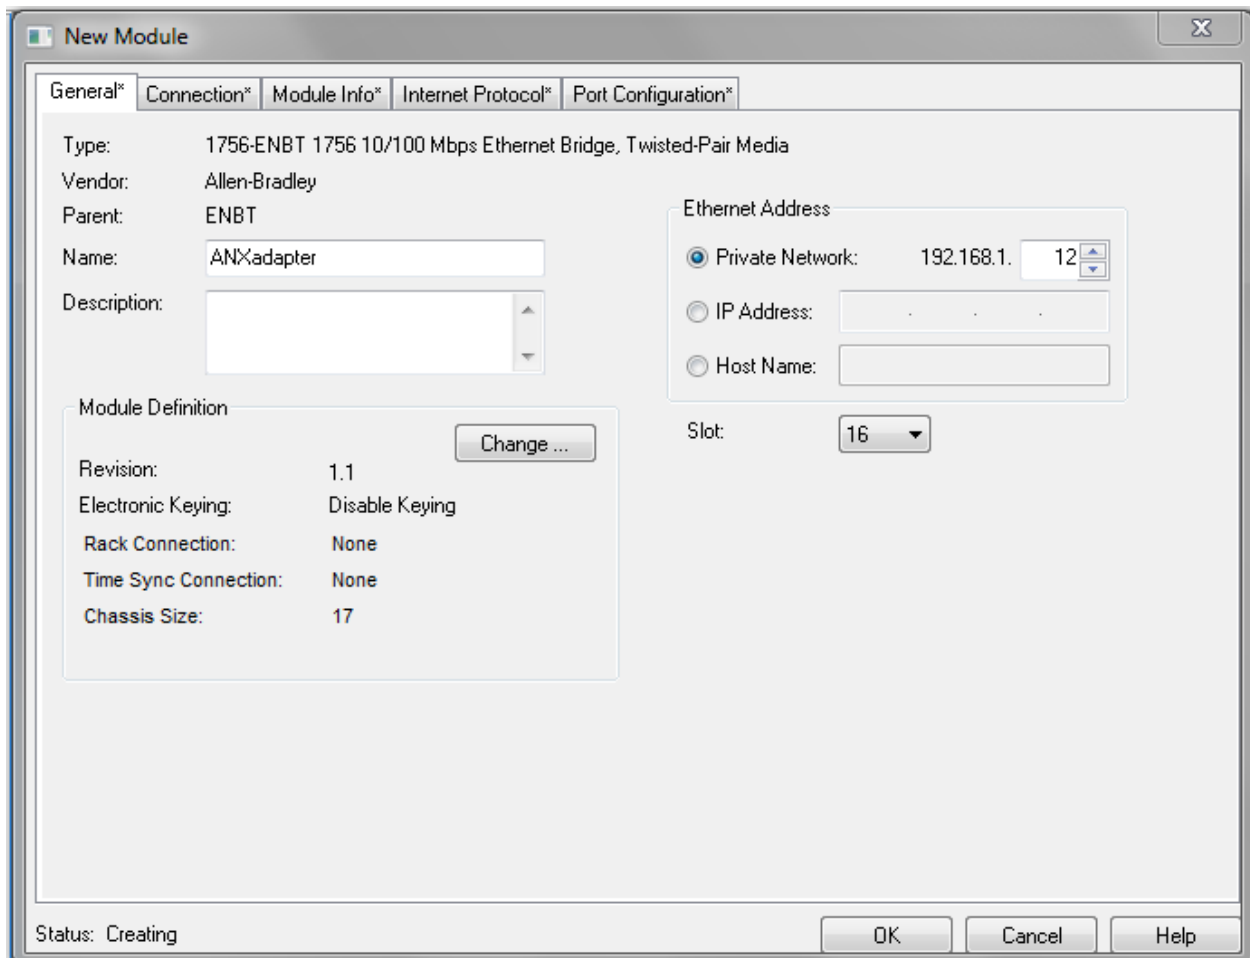 New Module
General* Connection* Module Info* Internet Protocol* Port Configuration*
Type: 1756-ENBT 1756 10/100 Mbps Ethernet Bridge, Twisted-Pair Media
Vendor: Allen-Bradley
Parent: ENBT
Name: ANXadapter
Description:
Ethernet Address
Private Network: 192.168.1. 12
IP Address: . . .
Host Name:
Slot: 16
Module Definition
Change ...
Revision: 1.1
Electronic Keying: Disable Keying
Rack Connection: None
Time Sync Connection: None
Chassis Size: 17
Status: Creating
OK Cancel Help